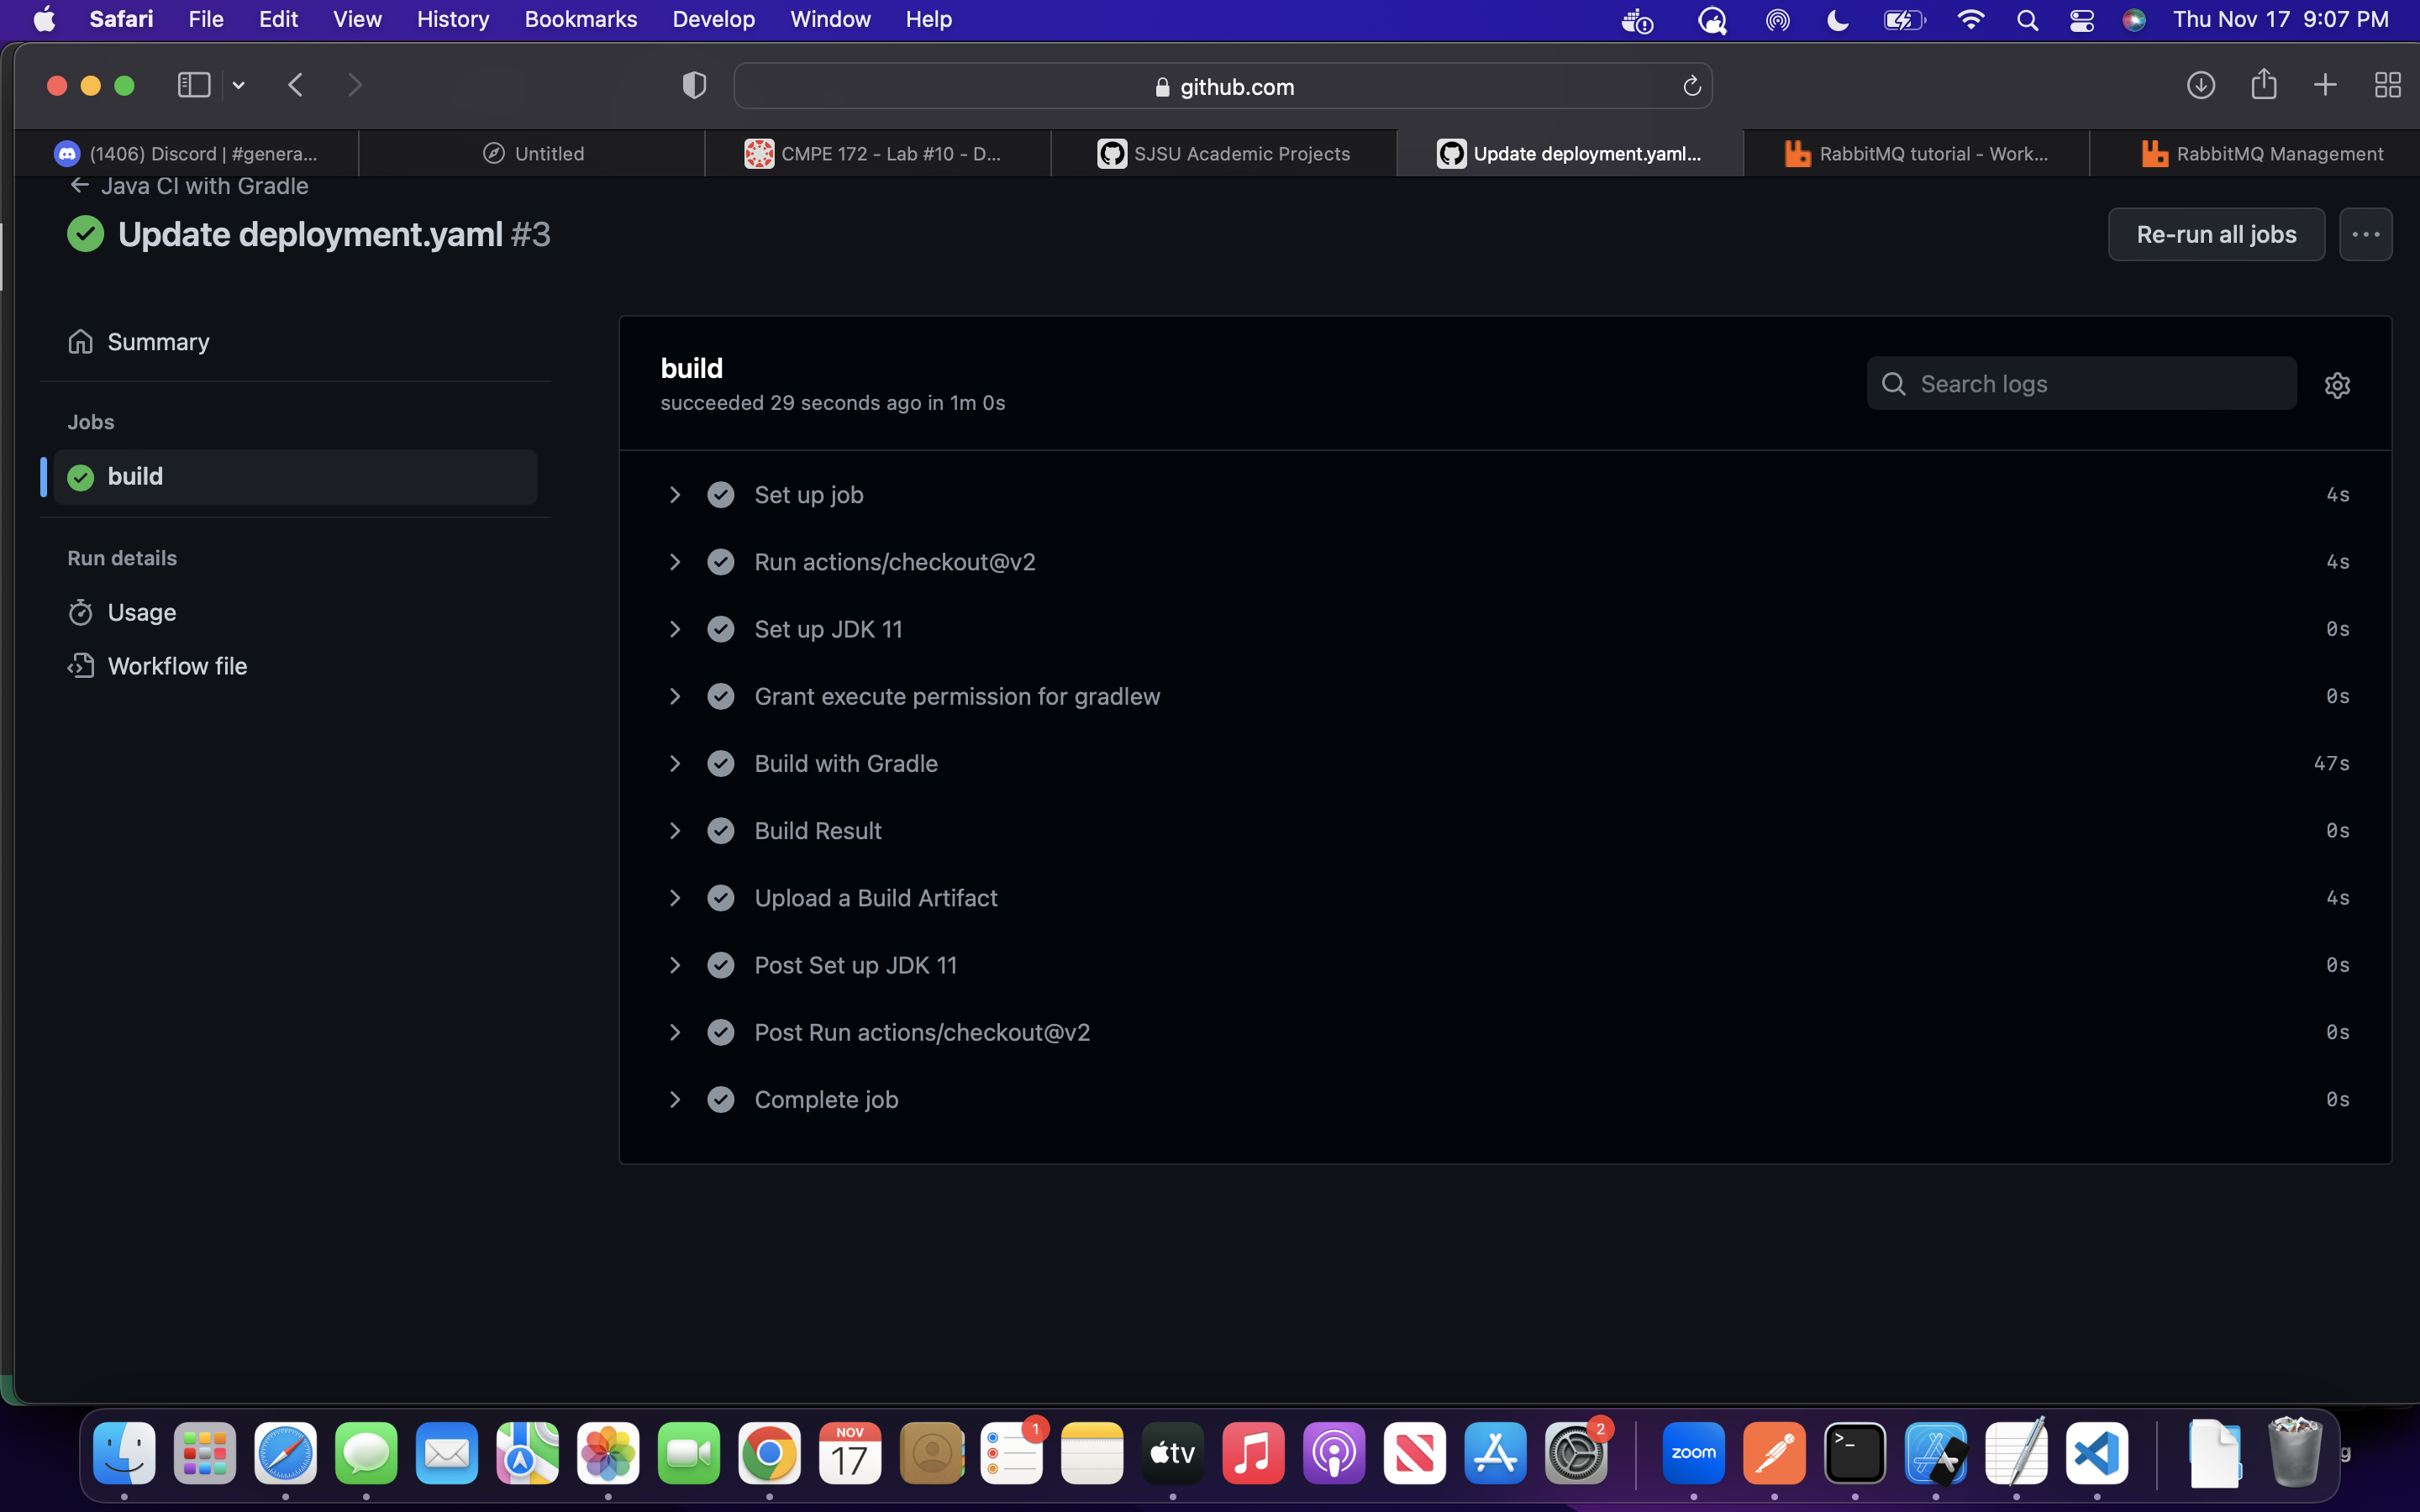 Safari File Edit View History Bookmarks Develop Window Help Thu Nov 17 9:07 PM
github.com
(1406) Discord | #genera... Untitled CMPE 172 - Lab #10 - D... SJSU Academic Projects Update deployment.yaml... RabbitMQ tutorial - Work... RabbitMQ Management
Java CI with Gradle
Update deployment.yaml #3
Re-run all jobs
Summary
Jobs
build
Run details
Usage
Workflow file
build
succeeded 29 seconds ago in 1m 0s
Search logs
Set up job 4s
Run actions/checkout@v2 4s
Set up JDK 11 0s
Grant execute permission for gradlew 0s
Build with Gradle 47s
Build Result 0s
Upload a Build Artifact 4s
Post Set up JDK 11 0s
Post Run actions/checkout@v2 0s
Complete job 0s
NOV
17
1
tv
2
zoom
>_
g